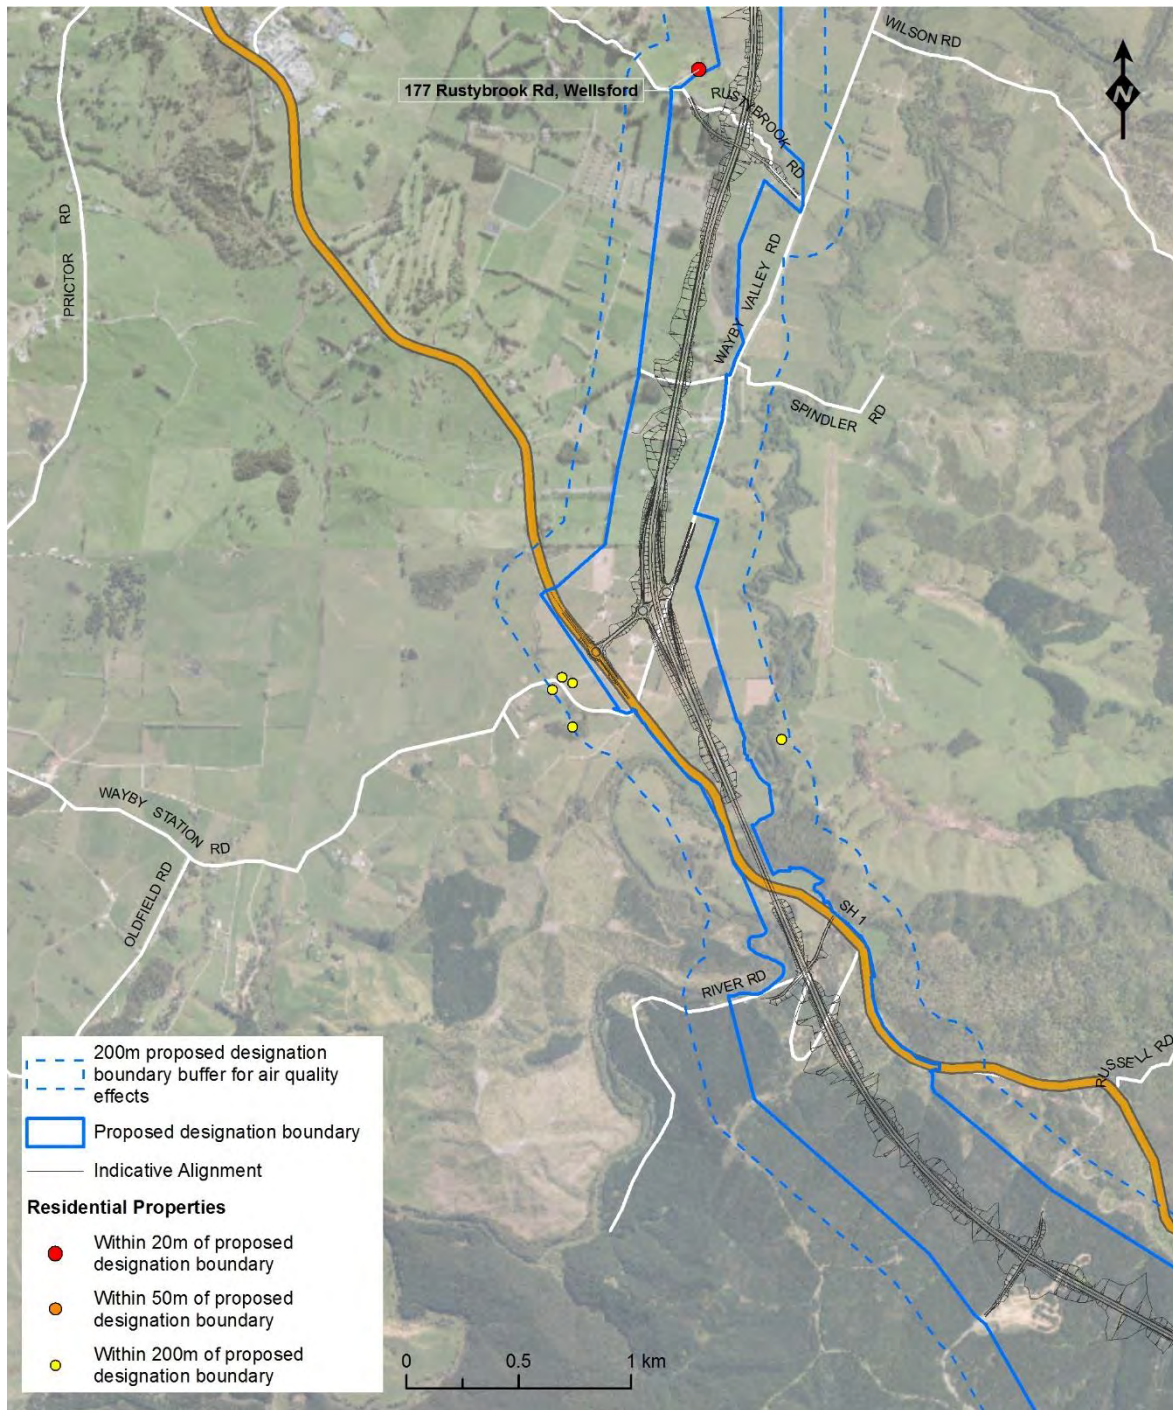 WILSON RD
N
177 Rustybrook Rd, Wellsford
RUSTYBROOK RD
PRICTOR RD
WAYBY VALLEY RD
SPINDLER RD
WAYBY STATION RD
OLDFIELD RD
SH 1
RIVER RD
RUSSELL RD
200m proposed designation
boundary buffer for air quality
effects
Proposed designation boundary
Indicative Alignment
Residential Properties
Within 20m of proposed
designation boundary
Within 50m of proposed
designation boundary
Within 200m of proposed
designation boundary
0 0.5 1 km